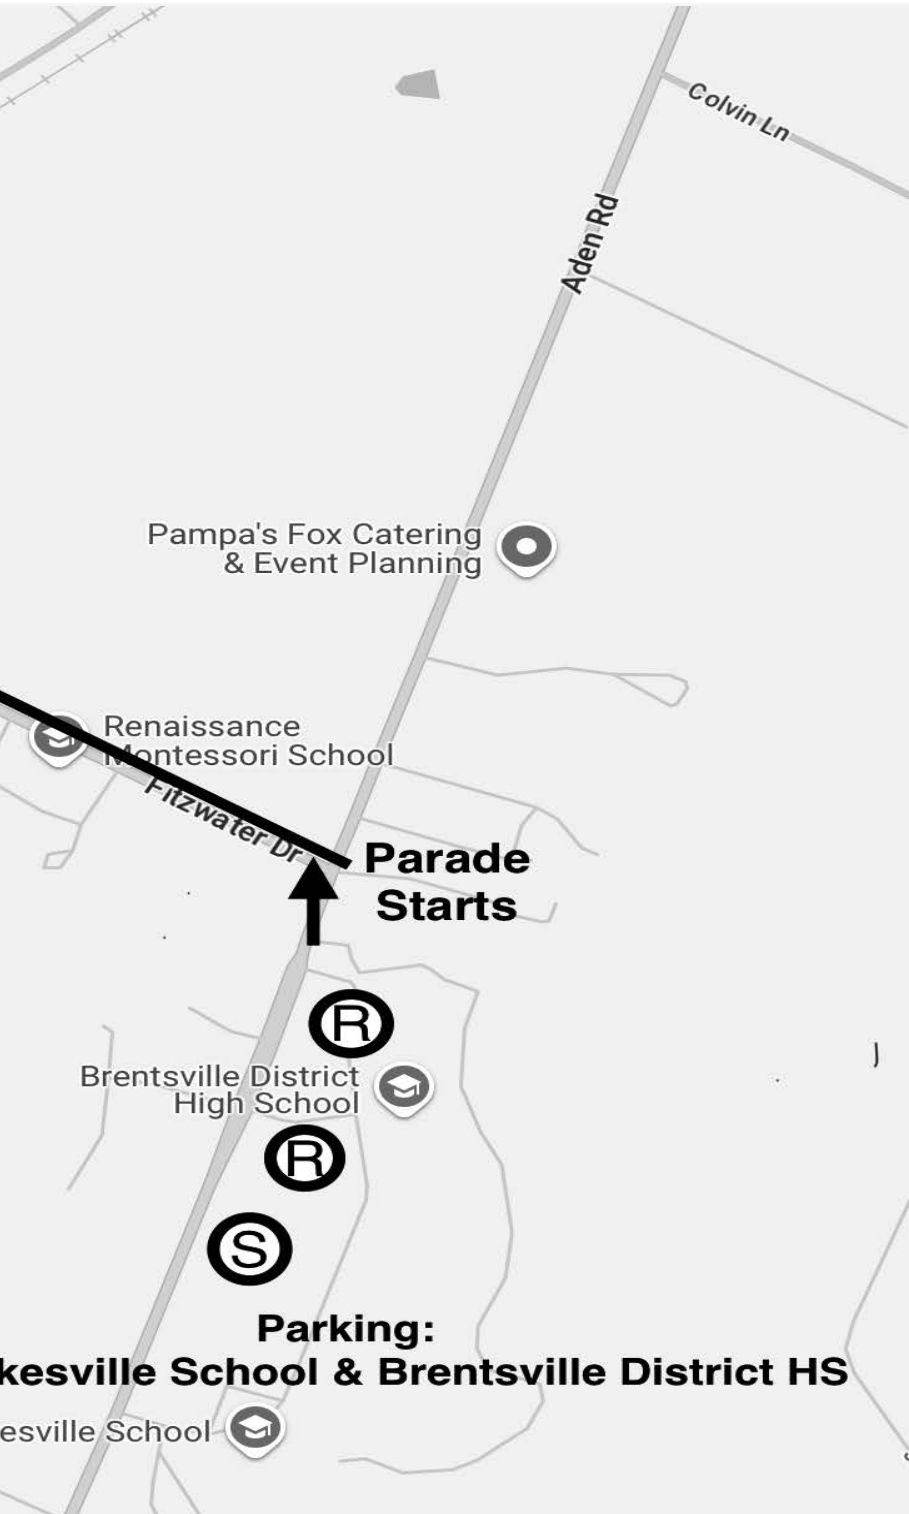 Colvin Ln
Aden Rd
Pampa's Fox Catering
& Event Planning
Renaissance
Montessori School
Fitzwater Dr
Parade
Starts
R
Brentsville District
High School
R
S
Parking:
kesville School & Brentsville District HS
esville School